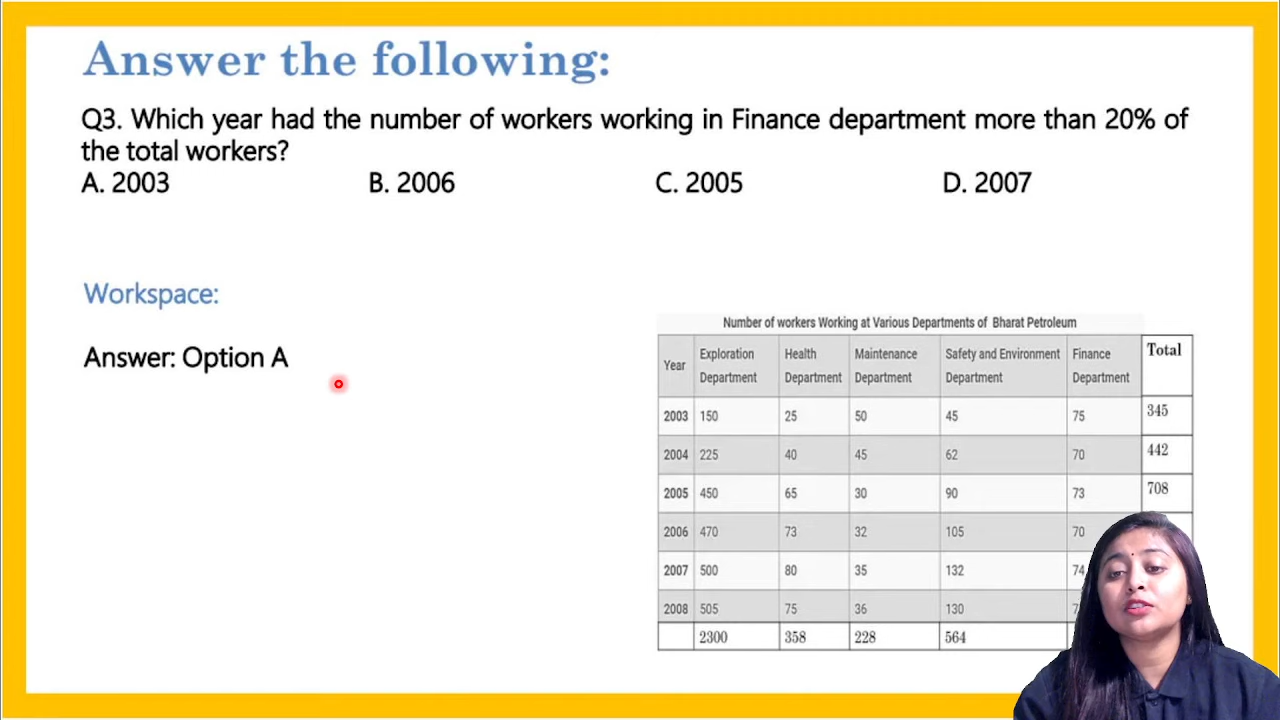 Answer the following:
Q3. Which year had the number of workers working in Finance department more than 20% of
the total workers?
A. 2003 B. 2006 C. 2005 D. 2007
Workspace:
Answer: Option A
Number of workers Working at Various Departments of Bharat Petroleum
Year Exploration Department Health Department Maintenance Department Safety and Environment Department Finance Department Total
2003 150 25 50 45 75 345
2004 225 40 45 62 70 442
2005 450 65 30 90 73 708
2006 470 73 32 105 70
2007 500 80 35 132 74
2008 505 75 36 130
2300 358 228 564